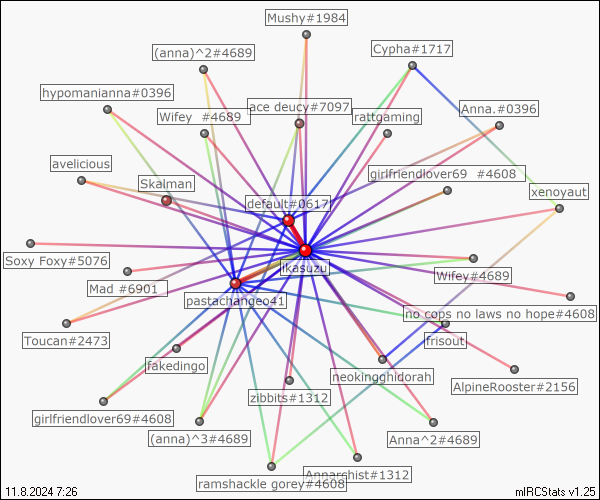 Mushy#1984
(anna)^2#4689
Cypha#1717
hypomanianna#0396
ace deucy#7097
Wifey #4689
rattgaming
Anna.#0396
avelicious
girlfriendlover69 #4608
Skalman
xenoyaut
default#0617
Soxy Foxy#5076
ikasuzu
Wifey#4689
Mad #6901
pastachangeo41
no cops no laws no hope#4608
Toucan#2473
frisout
fakedingo
neokingghidorah
AlpineRooster#2156
zibbits#1312
girlfriendlover69#4608
(anna)^3#4689
Anna^2#4689
Annarchist#1312
ramshackle gorey#4608
11.8.2024 7:26
mIRCStats v1.25